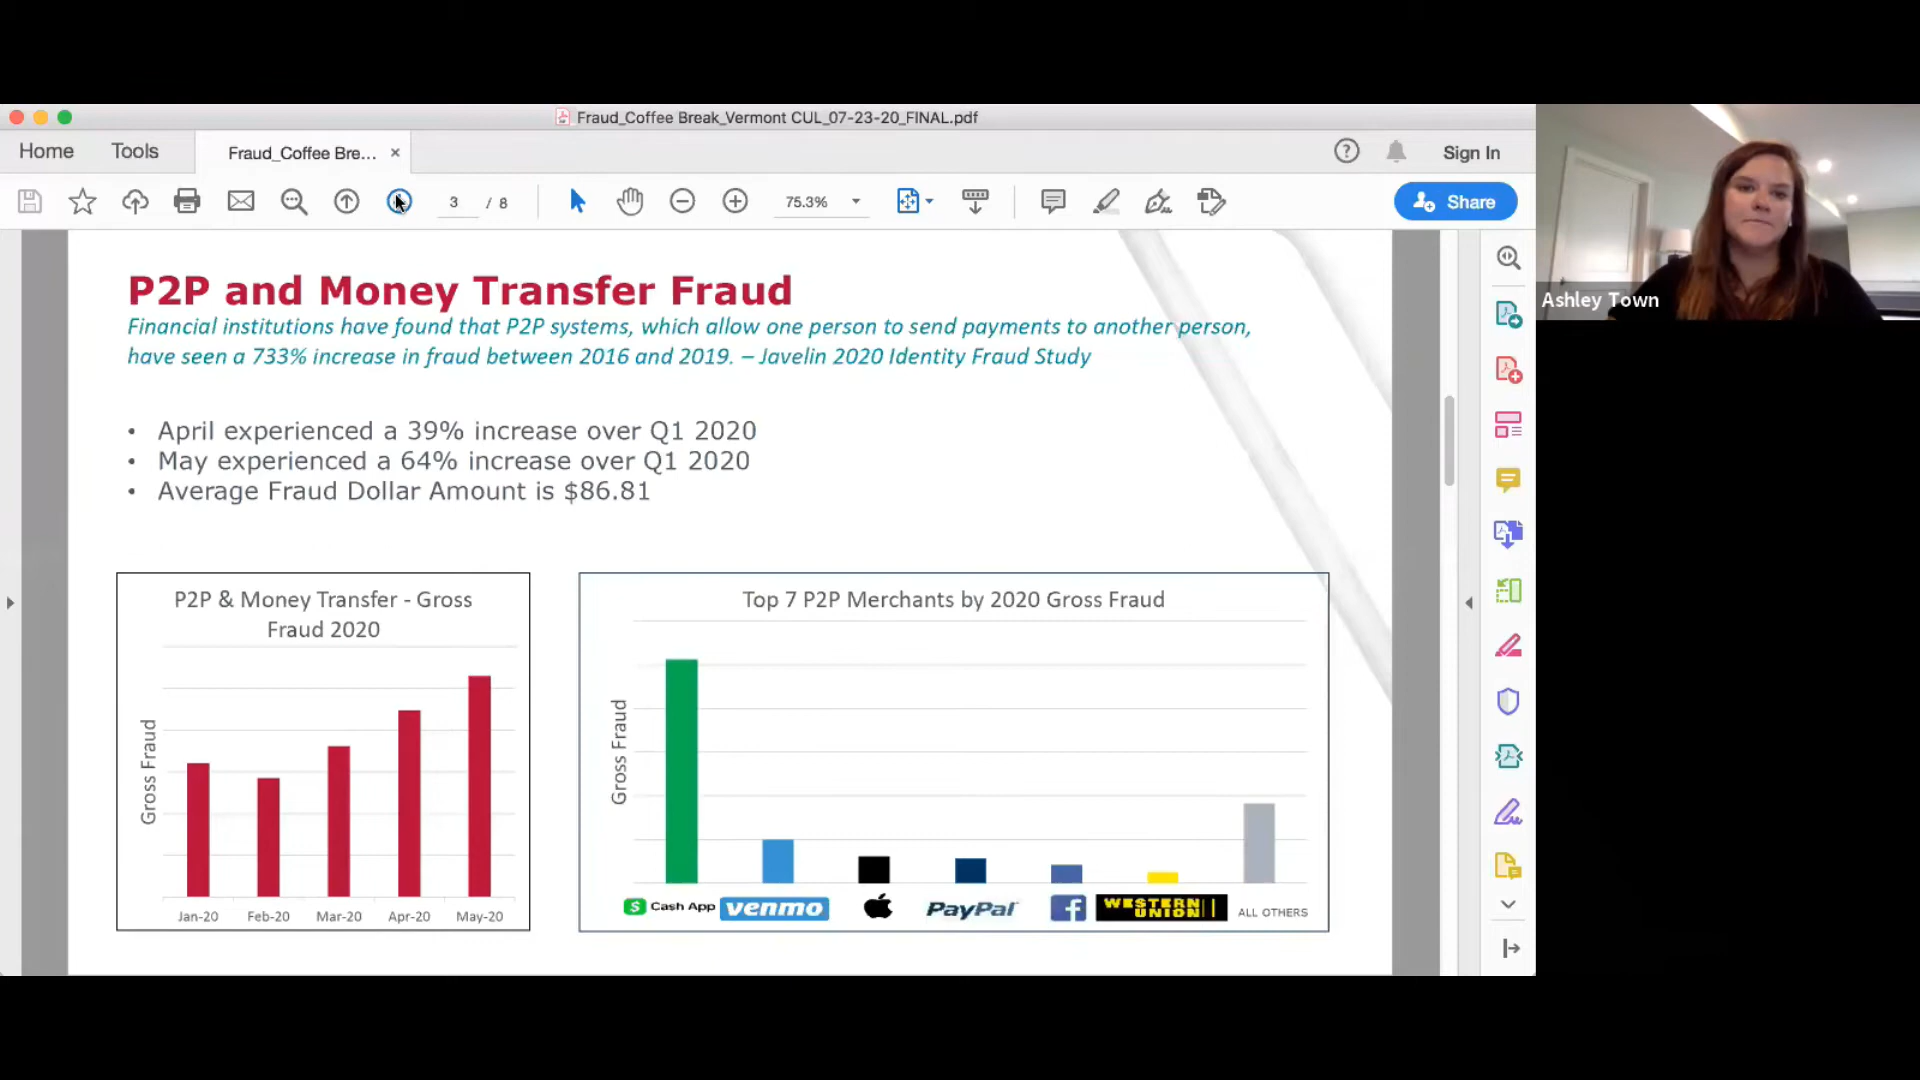 Fraud_Coffee Break_Vermont CUL_07-23-20_FINAL.pdf
Home
Tools
Fraud_Coffee Bre...
Sign In
3 / 8
75.3%
Share
Ashley Town
P2P and Money Transfer Fraud
Financial institutions have found that P2P systems, which allow one person to send payments to another person,
have seen a 733% increase in fraud between 2016 and 2019. – Javelin 2020 Identity Fraud Study
• April experienced a 39% increase over Q1 2020
• May experienced a 64% increase over Q1 2020
• Average Fraud Dollar Amount is $86.81
P2P & Money Transfer - Gross
Fraud 2020
Gross Fraud
Jan-20 Feb-20 Mar-20 Apr-20 May-20
Top 7 P2P Merchants by 2020 Gross Fraud
Gross Fraud
$ Cash App venmo PayPal f WESTERN UNION ALL OTHERS